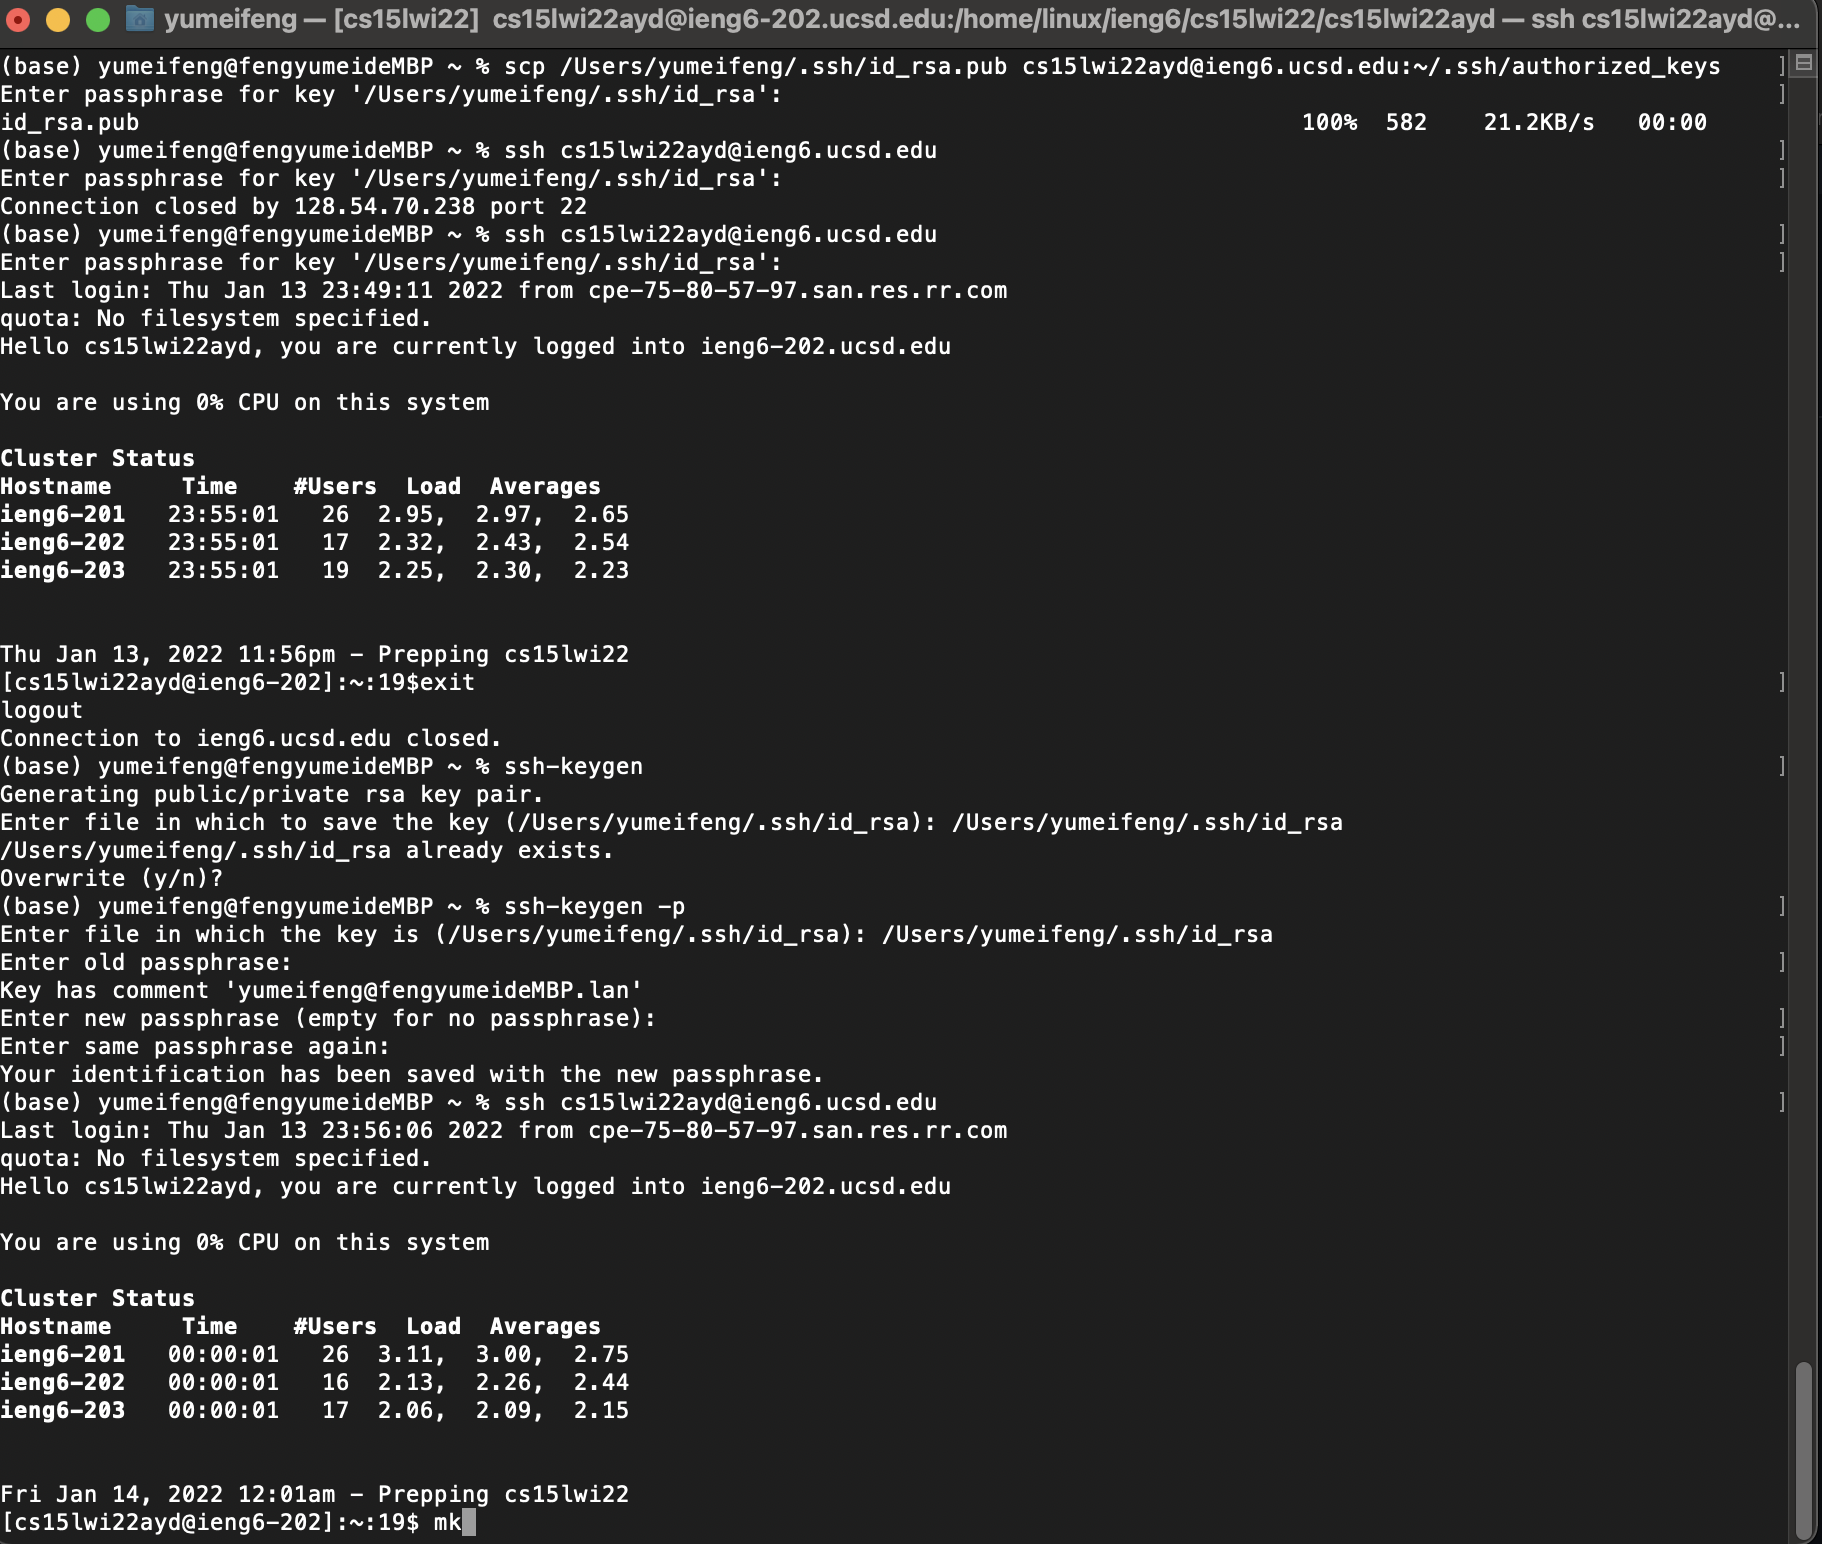 yumeifeng — [cs15lwi22] cs15lwi22ayd@ieng6-202.ucsd.edu:/home/linux/ieng6/cs15lwi22/cs15lwi22ayd — ssh cs15lwi22ayd@...
(base) yumeifeng@fengyumeideMBP ~ % scp /Users/yumeifeng/.ssh/id_rsa.pub cs15lwi22ayd@ieng6.ucsd.edu:~/.ssh/authorized_keys ]
Enter passphrase for key '/Users/yumeifeng/.ssh/id_rsa': ]
id_rsa.pub 100% 582 21.2KB/s 00:00
(base) yumeifeng@fengyumeideMBP ~ % ssh cs15lwi22ayd@ieng6.ucsd.edu ]
Enter passphrase for key '/Users/yumeifeng/.ssh/id_rsa': ]
Connection closed by 128.54.70.238 port 22
(base) yumeifeng@fengyumeideMBP ~ % ssh cs15lwi22ayd@ieng6.ucsd.edu ]
Enter passphrase for key '/Users/yumeifeng/.ssh/id_rsa': ]
Last login: Thu Jan 13 23:49:11 2022 from cpe-75-80-57-97.san.res.rr.com
quota: No filesystem specified.
Hello cs15lwi22ayd, you are currently logged into ieng6-202.ucsd.edu
You are using 0% CPU on this system
Cluster Status
Hostname Time #Users Load Averages
ieng6-201 23:55:01 26 2.95, 2.97, 2.65
ieng6-202 23:55:01 17 2.32, 2.43, 2.54
ieng6-203 23:55:01 19 2.25, 2.30, 2.23
Thu Jan 13, 2022 11:56pm - Prepping cs15lwi22
[cs15lwi22ayd@ieng6-202]:~:19$exit ]
logout
Connection to ieng6.ucsd.edu closed.
(base) yumeifeng@fengyumeideMBP ~ % ssh-keygen ]
Generating public/private rsa key pair.
Enter file in which to save the key (/Users/yumeifeng/.ssh/id_rsa): /Users/yumeifeng/.ssh/id_rsa
/Users/yumeifeng/.ssh/id_rsa already exists.
Overwrite (y/n)?
(base) yumeifeng@fengyumeideMBP ~ % ssh-keygen -p ]
Enter file in which the key is (/Users/yumeifeng/.ssh/id_rsa): /Users/yumeifeng/.ssh/id_rsa
Enter old passphrase: ]
Key has comment 'yumeifeng@fengyumeideMBP.lan'
Enter new passphrase (empty for no passphrase): ]
Enter same passphrase again: ]
Your identification has been saved with the new passphrase.
(base) yumeifeng@fengyumeideMBP ~ % ssh cs15lwi22ayd@ieng6.ucsd.edu ]
Last login: Thu Jan 13 23:56:06 2022 from cpe-75-80-57-97.san.res.rr.com
quota: No filesystem specified.
Hello cs15lwi22ayd, you are currently logged into ieng6-202.ucsd.edu
You are using 0% CPU on this system
Cluster Status
Hostname Time #Users Load Averages
ieng6-201 00:00:01 26 3.11, 3.00, 2.75
ieng6-202 00:00:01 16 2.13, 2.26, 2.44
ieng6-203 00:00:01 17 2.06, 2.09, 2.15
Fri Jan 14, 2022 12:01am - Prepping cs15lwi22
[cs15lwi22ayd@ieng6-202]:~:19$ mk